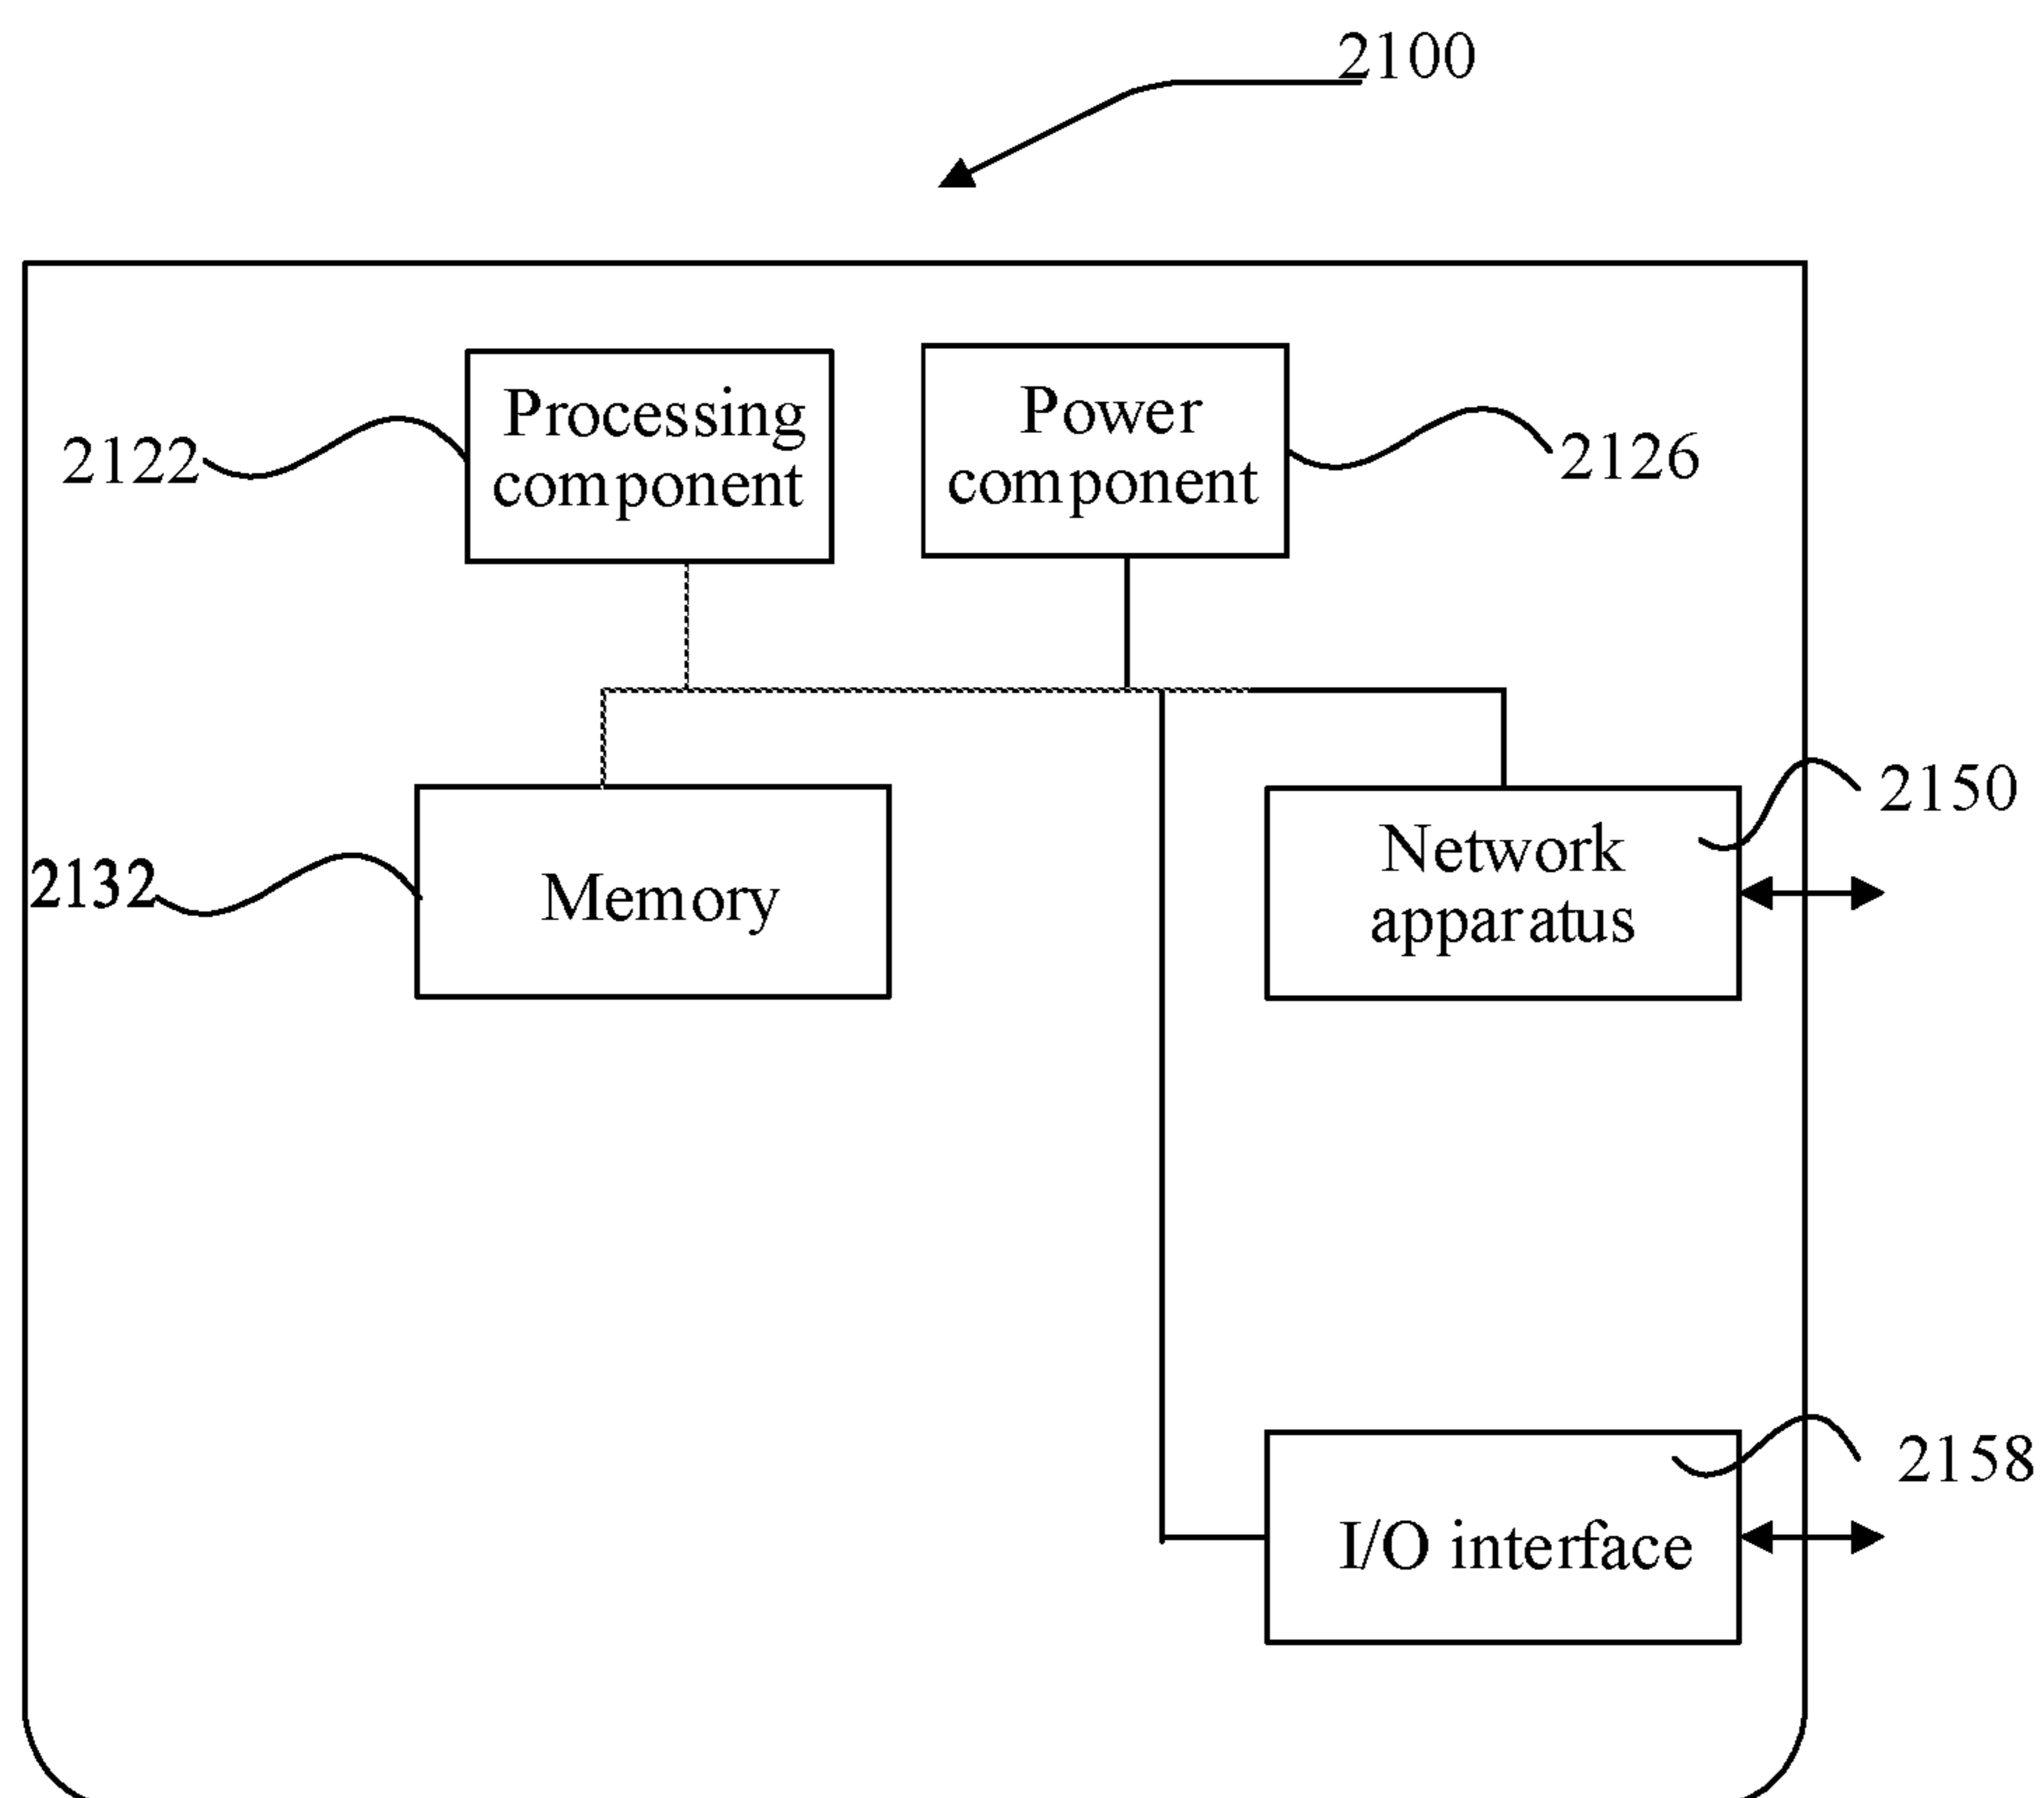 2100
Processing
component
Power
component
2122
2126
2150
Network
apparatus
2132
Memory
2158
I/O interface